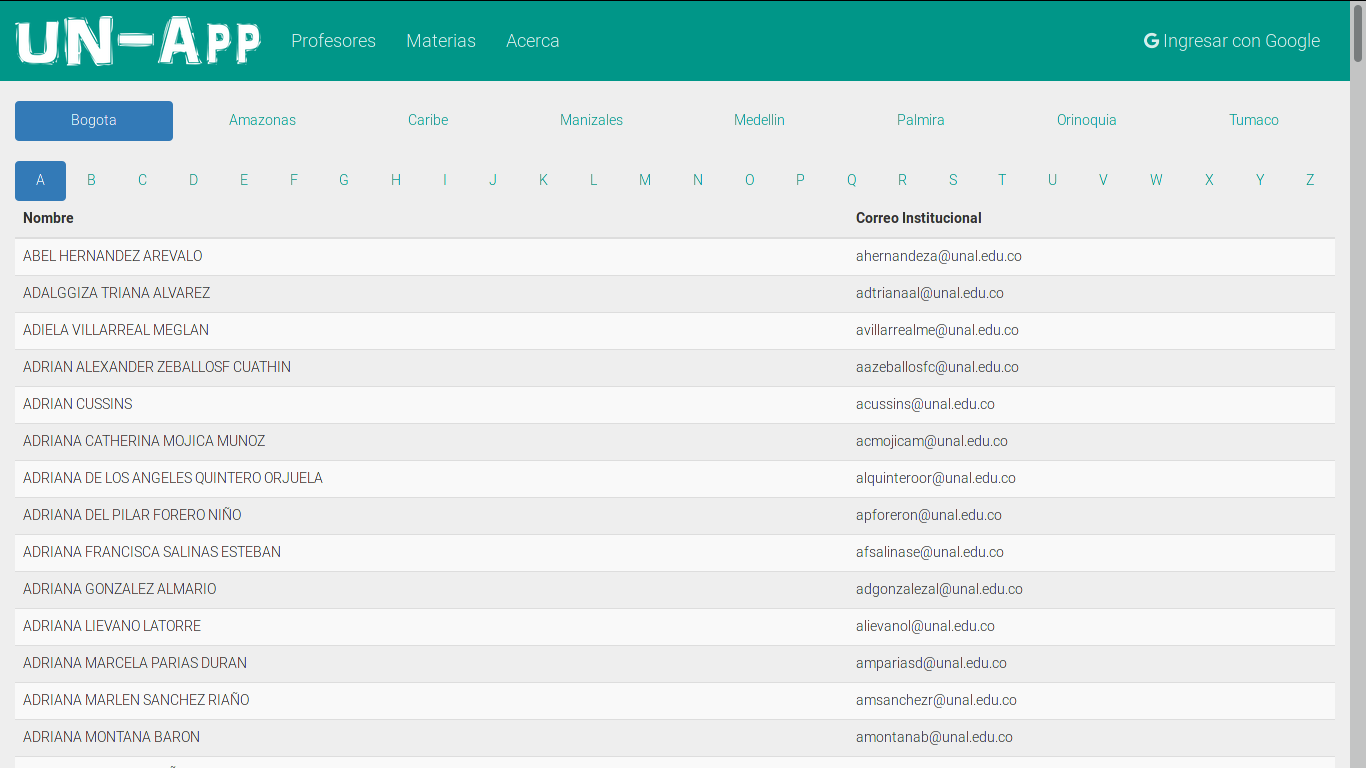 UN-APP Profesores Materias Acerca G Ingresar con Google
Bogota Amazonas Caribe Manizales Medellin Palmira Orinoquia Tumaco
A B C D E F G H I J K L M N O P Q R S T U V W X Y Z
Nombre Correo Institucional
ABEL HERNANDEZ AREVALO ahernandeza@unal.edu.co
ADALGGIZA TRIANA ALVAREZ adtrianaal@unal.edu.co
ADIELA VILLARREAL MEGLAN avillarrealme@unal.edu.co
ADRIAN ALEXANDER ZEBALLOSF CUATHIN aazeballosfc@unal.edu.co
ADRIAN CUSSINS acussins@unal.edu.co
ADRIANA CATHERINA MOJICA MUNOZ acmojicam@unal.edu.co
ADRIANA DE LOS ANGELES QUINTERO ORJUELA alquinteroor@unal.edu.co
ADRIANA DEL PILAR FORERO NIÑO apforeron@unal.edu.co
ADRIANA FRANCISCA SALINAS ESTEBAN afsalinase@unal.edu.co
ADRIANA GONZALEZ ALMARIO adgonzalezal@unal.edu.co
ADRIANA LIEVANO LATORRE alievanol@unal.edu.co
ADRIANA MARCELA PARIAS DURAN ampariasd@unal.edu.co
ADRIANA MARLEN SANCHEZ RIAÑO amsanchezr@unal.edu.co
ADRIANA MONTANA BARON amontanab@unal.edu.co